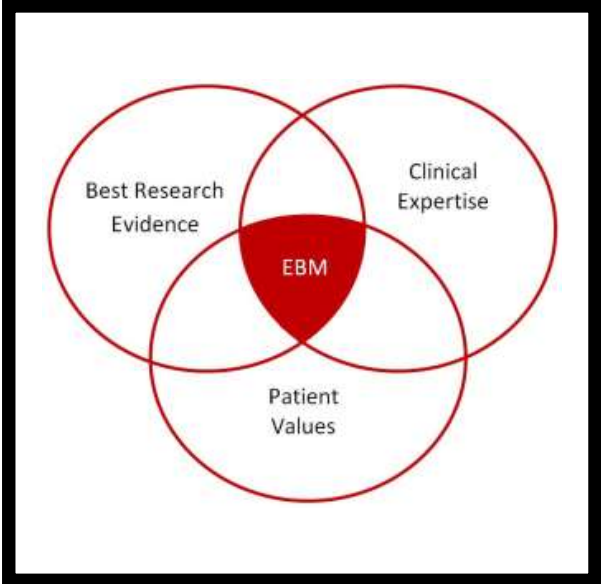 Best Research
Evidence
Clinical
Expertise
EBM
Patient
Values